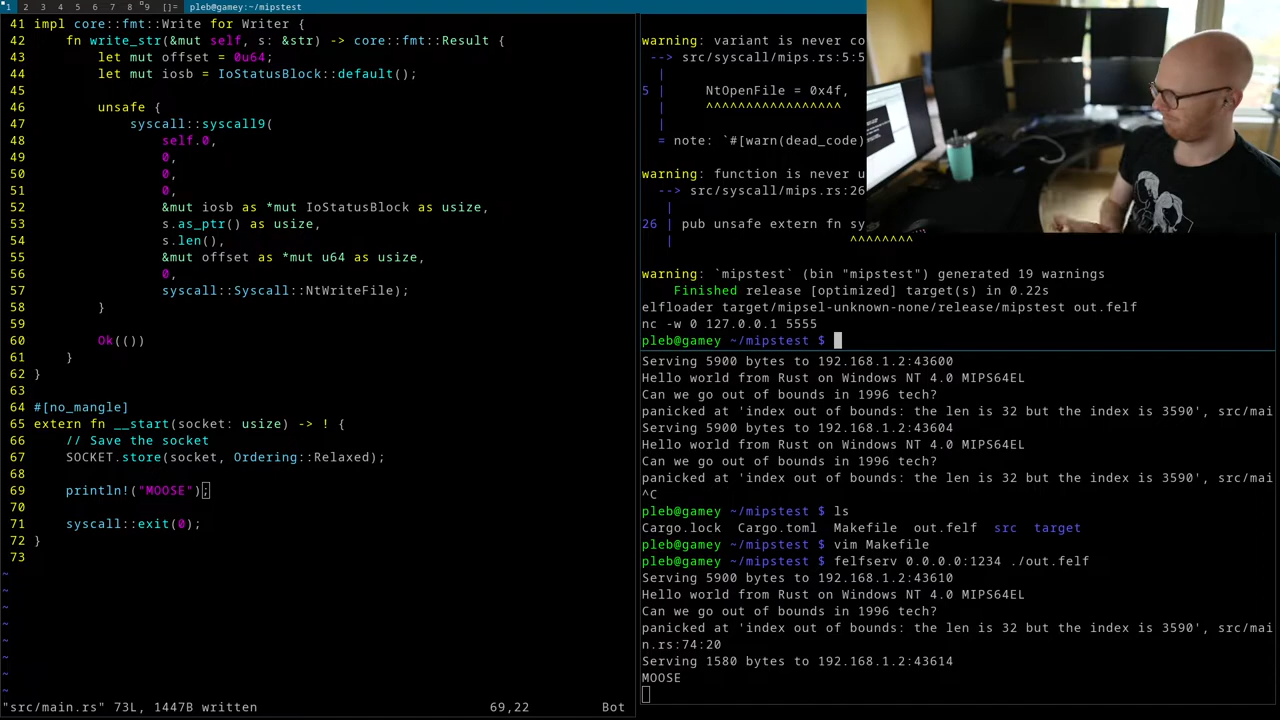 1 2 3 4 5 6 7 8 9 []= pleb@gamey:~/mipstest
41 impl core::fmt::Write for Writer {
42     fn write_str(&mut self, s: &str) -> core::fmt::Result {
43         let mut offset = 0u64;
44         let mut iosb = IoStatusBlock::default();
45
46         unsafe {
47             syscall::syscall9(
48                 self.0,
49                 0,
50                 0,
51                 0,
52                 &mut iosb as *mut IoStatusBlock as usize,
53                 s.as_ptr() as usize,
54                 s.len(),
55                 &mut offset as *mut u64 as usize,
56                 0,
57                 syscall::Syscall::NtWriteFile);
58         }
59
60         Ok(())
61     }
62 }
63
64 #[no_mangle]
65 extern fn __start(socket: usize) -> ! {
66     // Save the socket
67     SOCKET.store(socket, Ordering::Relaxed);
68
69     println!("MOOSE");
70
71     syscall::exit(0);
72 }
73
~
~
~
~
~
~
~
~
"src/main.rs" 73L, 1447B written 69,22 Bot
warning: variant is never co
--> src/syscall/mips.rs:5:5
|
5 |     NtOpenFile = 0x4f,
|     ^^^^^^^^^^^^^^^^^
|
= note: `#[warn(dead_code)
warning: function is never u
--> src/syscall/mips.rs:26
|
26 | pub unsafe extern fn sy
|                      ^^^^^^^^
warning: `mipstest` (bin "mipstest") generated 19 warnings
Finished release [optimized] target(s) in 0.22s
elfloader target/mipsel-unknown-none/release/mipstest out.felf
nc -w 0 127.0.0.1 5555
pleb@gamey ~/mipstest $
Serving 5900 bytes to 192.168.1.2:43600
Hello world from Rust on Windows NT 4.0 MIPS64EL
Can we go out of bounds in 1996 tech?
panicked at 'index out of bounds: the len is 32 but the index is 3590', src/mai
Serving 5900 bytes to 192.168.1.2:43604
Hello world from Rust on Windows NT 4.0 MIPS64EL
Can we go out of bounds in 1996 tech?
panicked at 'index out of bounds: the len is 32 but the index is 3590', src/mai
^C
pleb@gamey ~/mipstest $ ls
Cargo.lock Cargo.toml Makefile out.felf src target
pleb@gamey ~/mipstest $ vim Makefile
pleb@gamey ~/mipstest $ felfserv 0.0.0.0:1234 ./out.felf
Serving 5900 bytes to 192.168.1.2:43610
Hello world from Rust on Windows NT 4.0 MIPS64EL
Can we go out of bounds in 1996 tech?
panicked at 'index out of bounds: the len is 32 but the index is 3590', src/mai
n.rs:74:20
Serving 1580 bytes to 192.168.1.2:43614
MOOSE